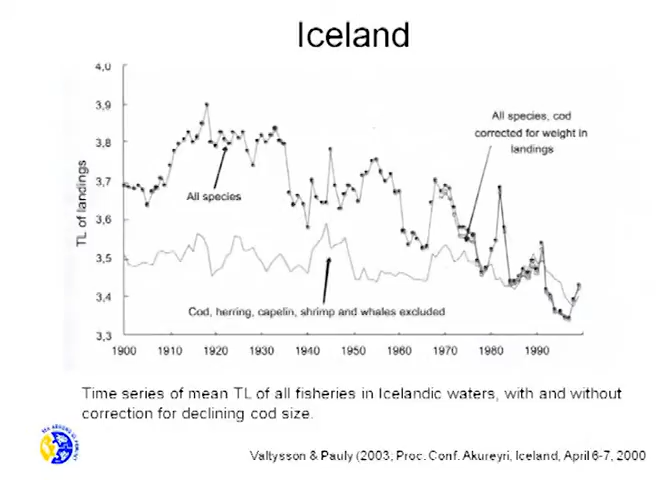 Iceland
4,0
3,9
3,8
3,7
3,6
3,5
3,4
3,3
TL of landings
All species, cod
corrected for weight in
landings
All species
Cod, herring, capelin, shrimp and whales excluded
1900 1910 1920 1930 1940 1950 1960 1970 1980 1990
Time series of mean TL of all fisheries in Icelandic waters, with and without
correction for declining cod size.
Valtysson & Pauly (2003; Proc. Conf. Akureyri, Iceland, April 6-7, 2000